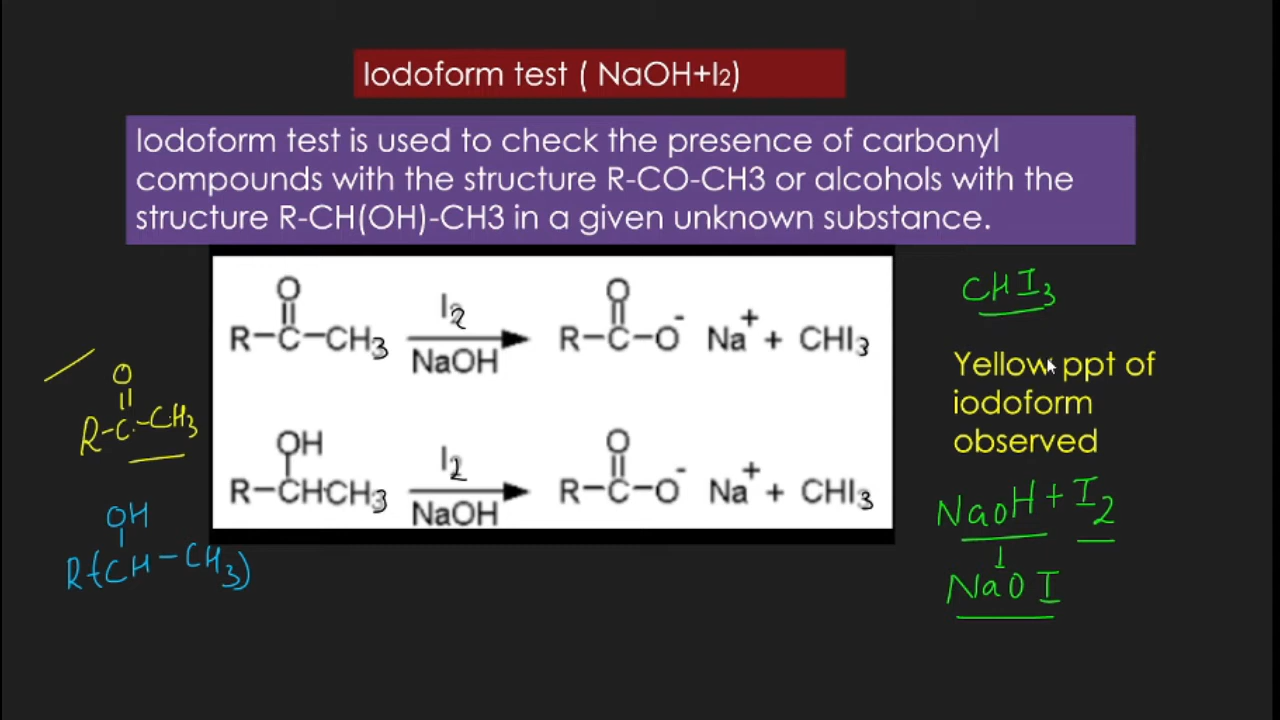 Iodoform test ( NaOH+I2)
Iodoform test is used to check the presence of carbonyl
compounds with the structure R-CO-CH3 or alcohols with the
structure R-CH(OH)-CH3 in a given unknown substance.
O
R-C-CH3
I2
NaOH
O
R-C-O- Na+ + CHI3
OH
R-CHCH3
I2
NaOH
O
R-C-O- Na+ + CHI3
O
R-C-CH3
OH
R(CH-CH3)
CHI3
Yellow ppt of
iodoform
observed
NaOH + I2
NaOI